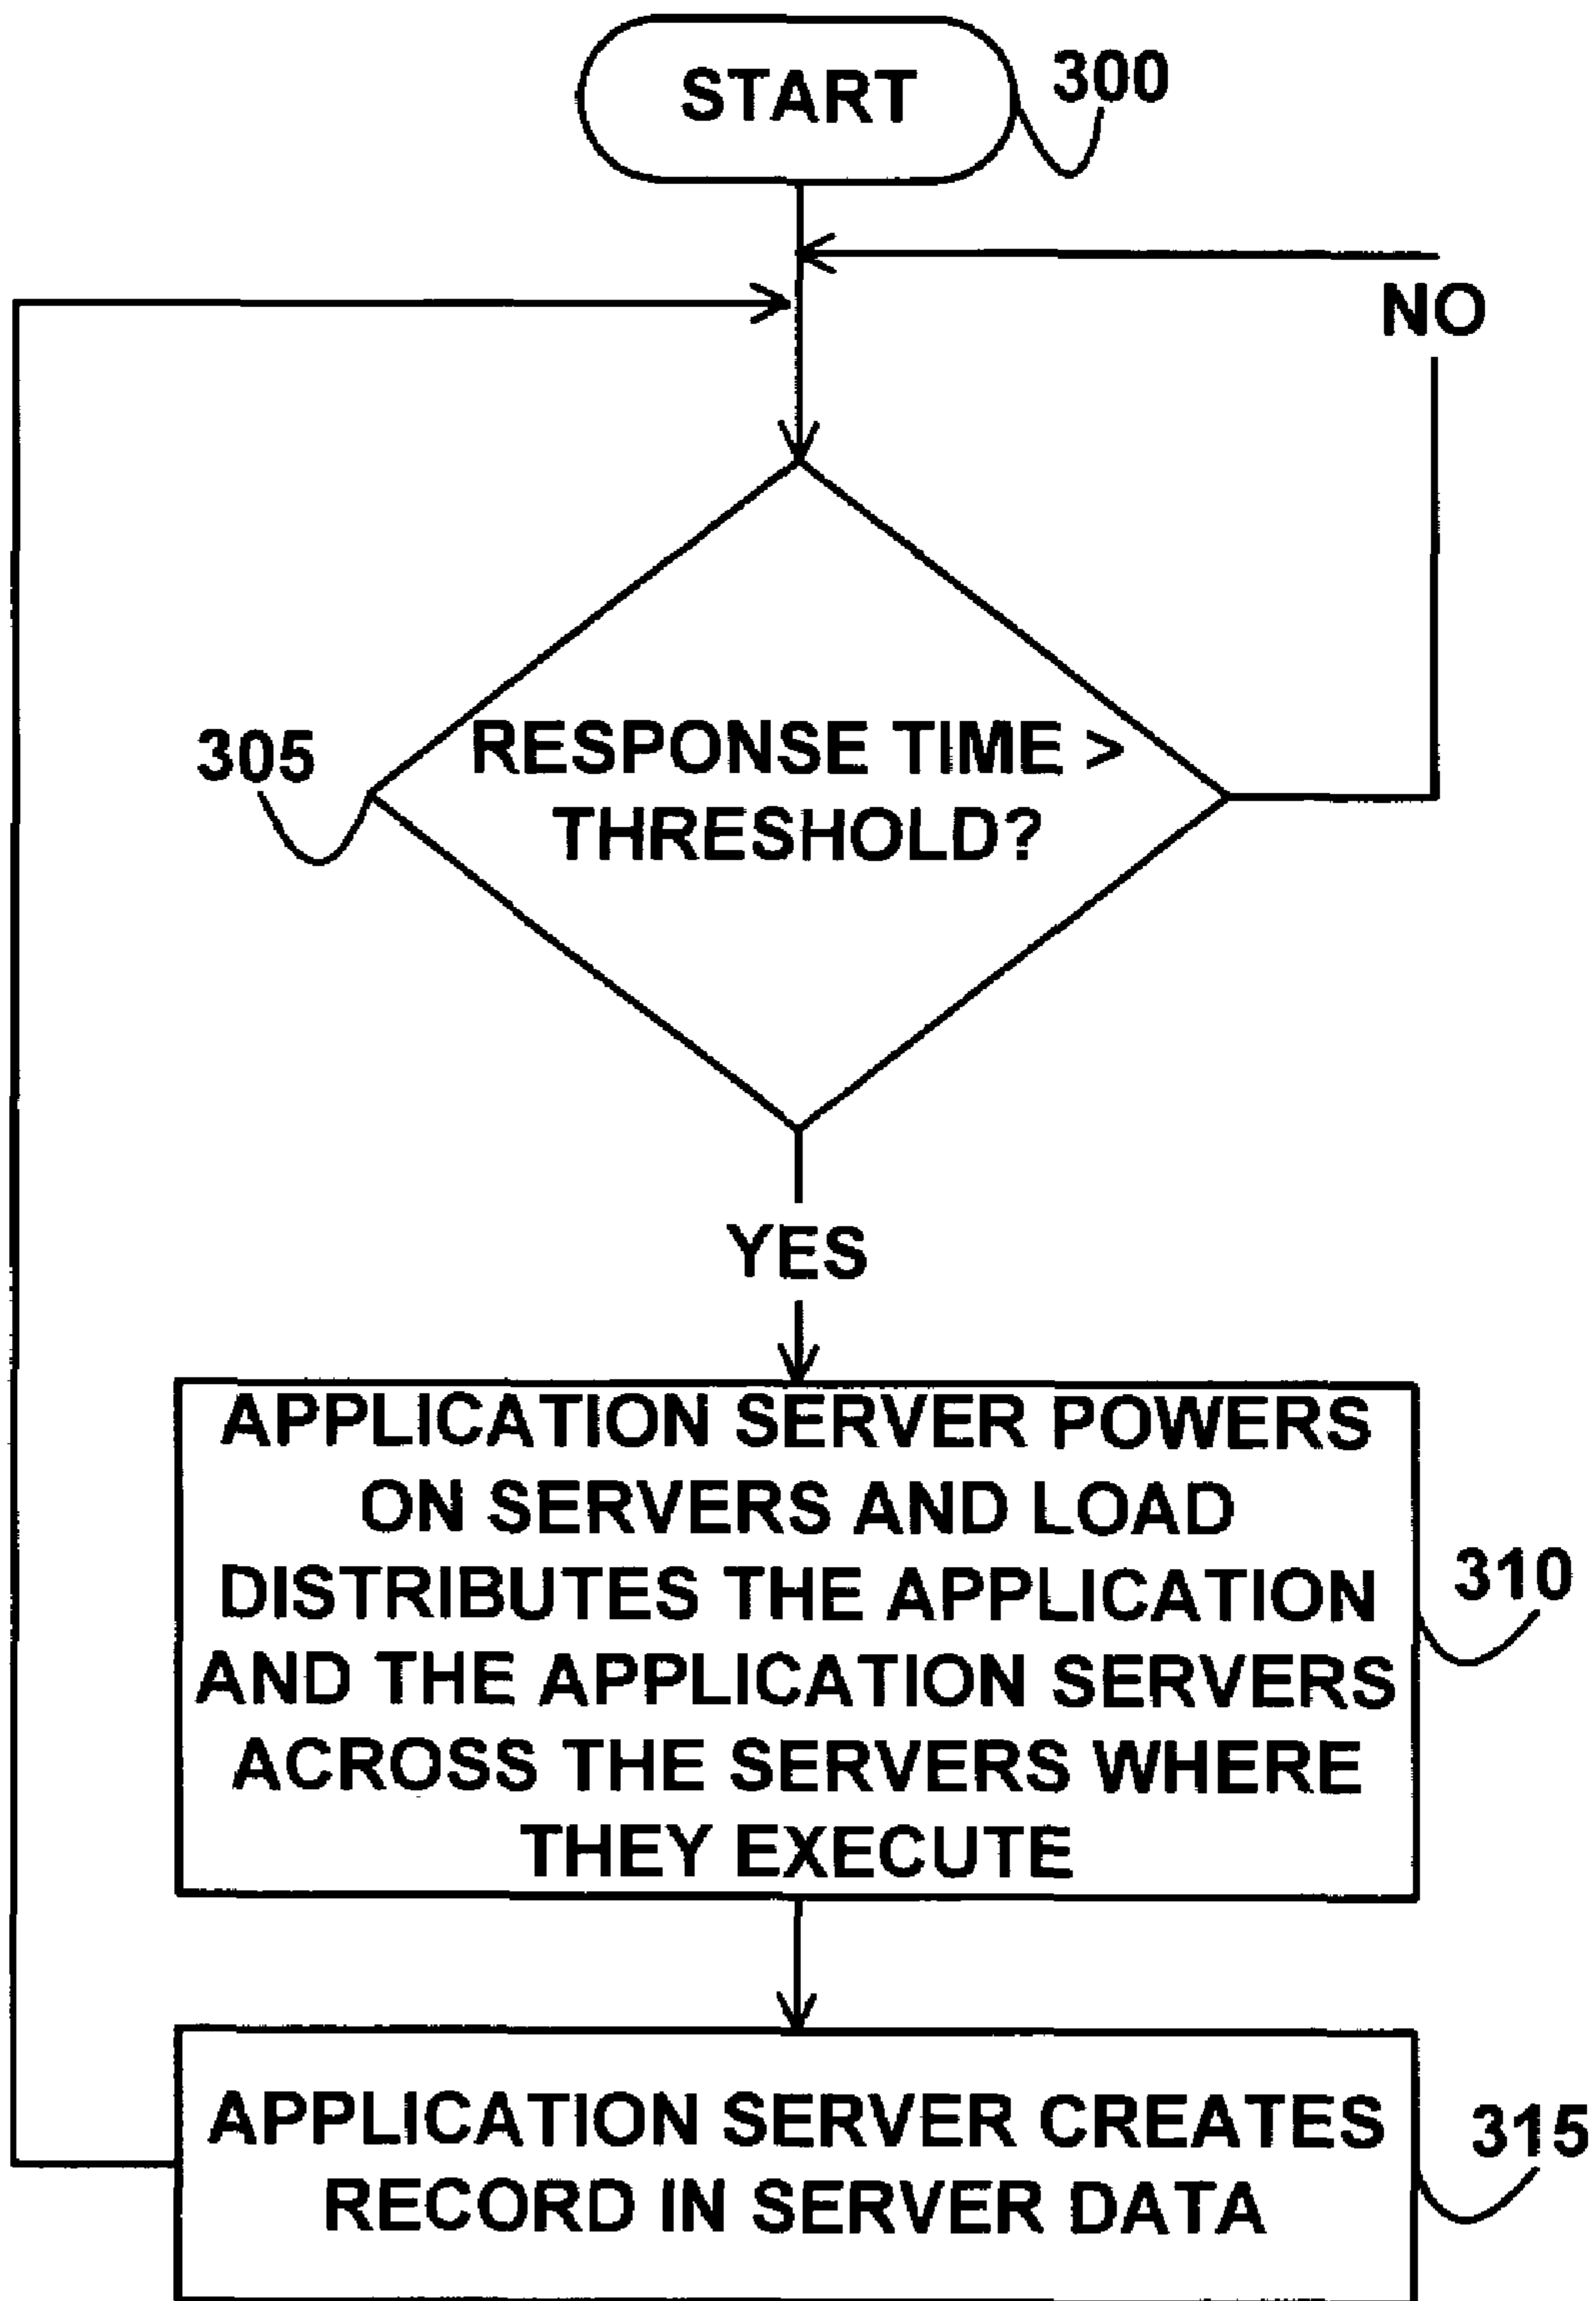 START
300
NO
305
RESPONSE TIME >
THRESHOLD?
YES
APPLICATION SERVER POWERS
ON SERVERS AND LOAD
DISTRIBUTES THE APPLICATION
AND THE APPLICATION SERVERS
ACROSS THE SERVERS WHERE
THEY EXECUTE
310
APPLICATION SERVER CREATES
RECORD IN SERVER DATA
315